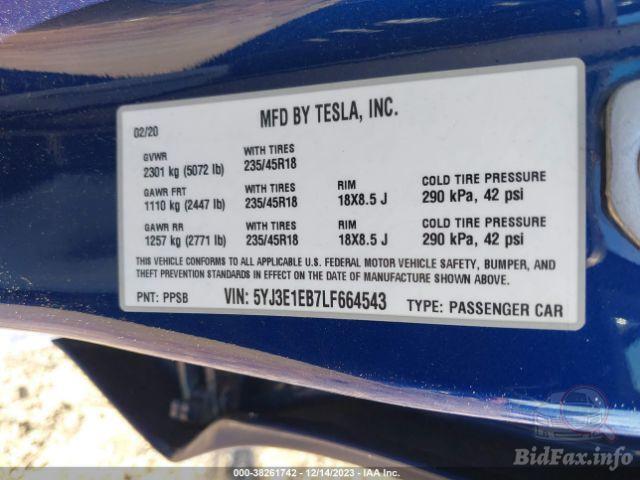 MFD BY TESLA, INC.
02/20
GVWR WITH TIRES
2301 kg (5072 lb) 235/45R18
GAWR FRT WITH TIRES RIM COLD TIRE PRESSURE
1110 kg (2447 lb) 235/45R18 18X8.5 J 290 kPa, 42 psi
GAWR RR WITH TIRES RIM COLD TIRE PRESSURE
1257 kg (2771 lb) 235/45R18 18X8.5 J 290 kPa, 42 psi
THIS VEHICLE CONFORMS TO ALL APPLICABLE U.S. FEDERAL MOTOR VEHICLE SAFETY, BUMPER, AND
THEFT PREVENTION STANDARDS IN EFFECT ON THE DATE OF MANUFACTURE SHOWN ABOVE.
PNT: PPSB VIN: 5YJ3E1EB7LF664543 TYPE: PASSENGER CAR
BidFax.info
000-38261742 - 12/14/2023 - IAA Inc.